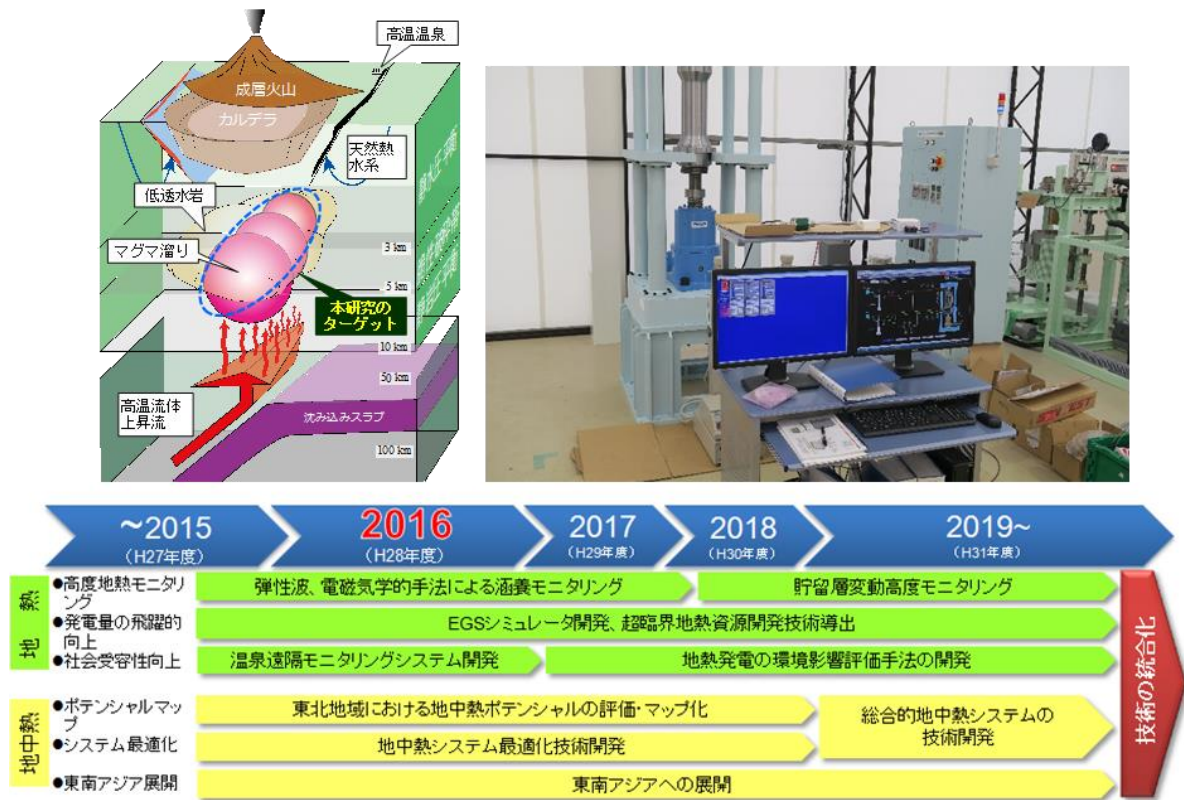 高温温泉
成層火山
カルデラ
天然熱
水系
低透水岩
マグマ溜り
3 km
5 km
本研究の
ターゲット
10 km
50 km
高温流体
上昇流
沈み込みスラブ
100 km
~2015
(H27年度)
2016
(H28年度)
2017
(H29年度)
2018
(H30年度)
2019~
(H31年度)
地熱
●高度地熱モニタリ
ング
弾性波、電磁気学的手法による涵養モニタリング
貯留層変動高度モニタリング
●発電量の飛躍的
向上
EGSシミュレータ開発、超臨界地熱資源開発技術導出
●社会受容性向上
温泉遠隔モニタリングシステム開発
地熱発電の環境影響評価手法の開発
地中熱
●ポテンシャルマッ
プ
東北地域における地中熱ポテンシャルの評価・マップ化
総合的地中熱システムの
技術開発
●システム最適化
地中熱システム最適化技術開発
●東南アジア展開
東南アジアへの展開
技術の統合化